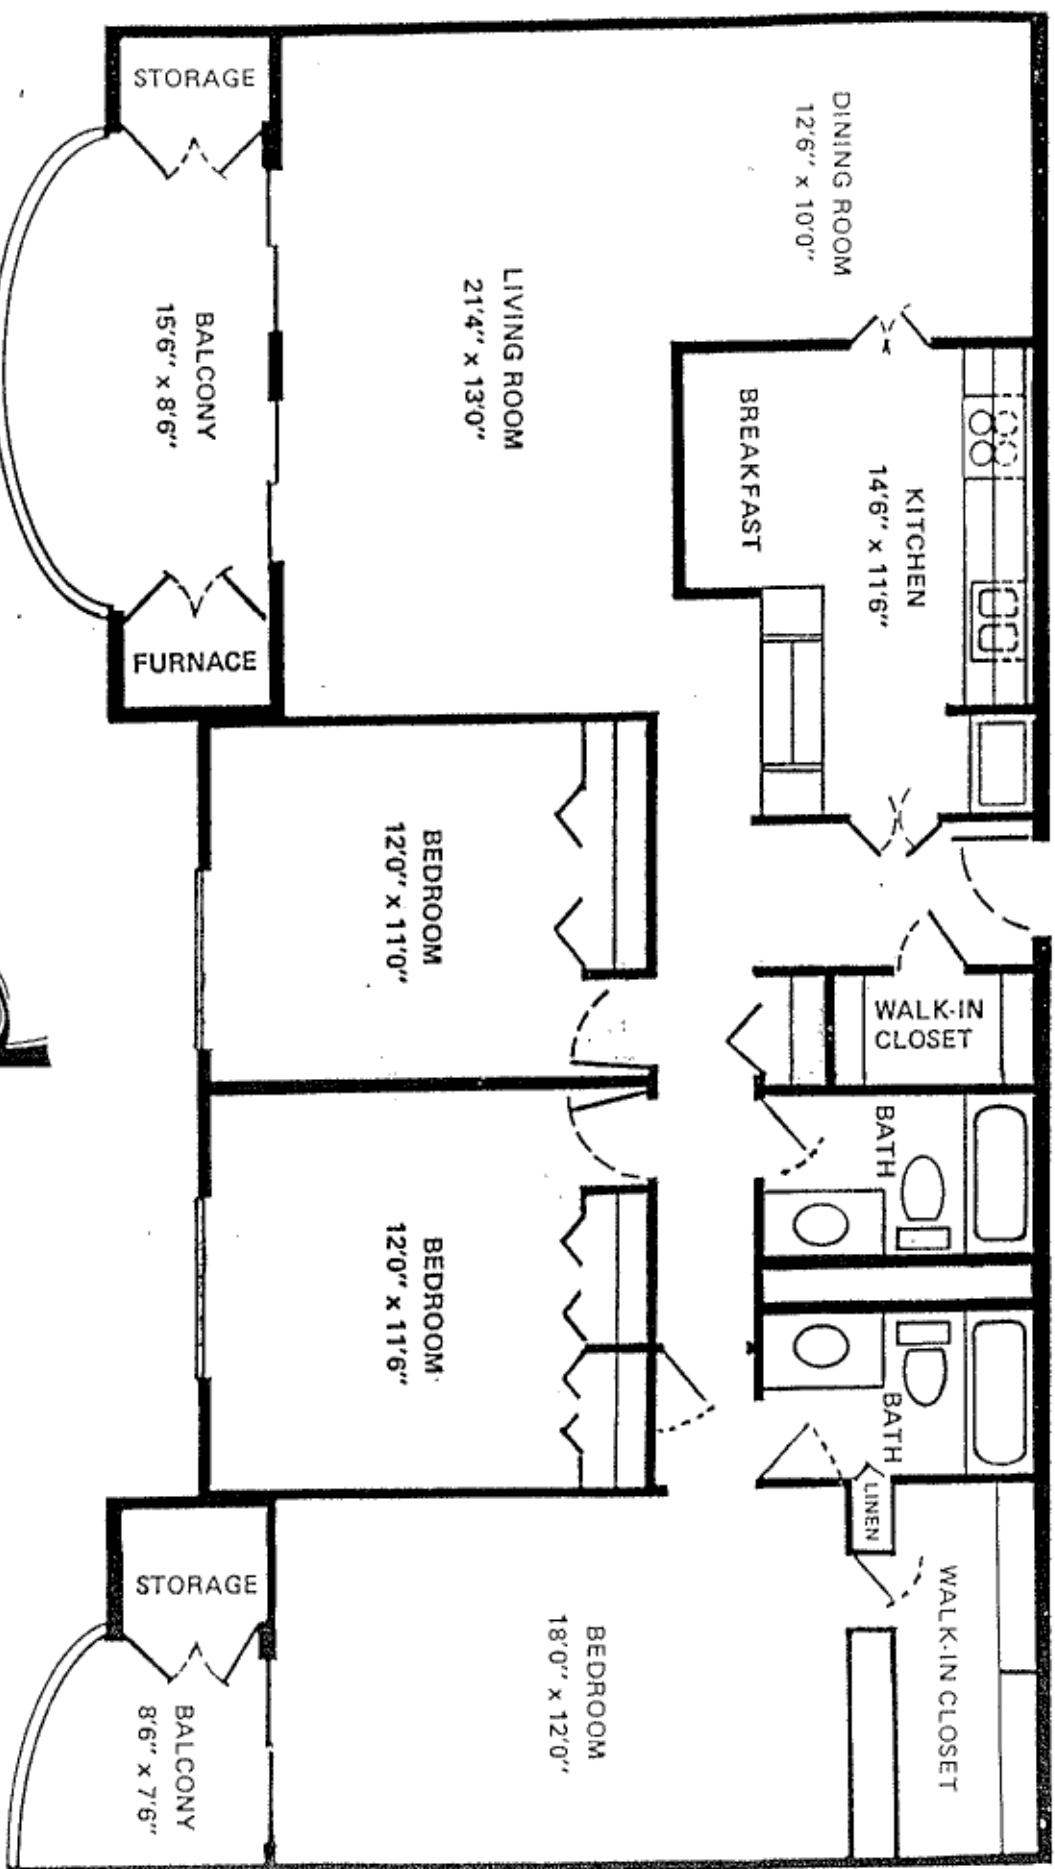 STORAGE
DINING ROOM
12'6" x 10'0"
LIVING ROOM
21'4" x 13'0"
BALCONY
15'6" x 8'6"
BREAKFAST
KITCHEN
14'6" x 11'6"
FURNACE
BEDROOM
12'0" x 11'0"
WALK-IN
CLOSET
BATH
BEDROOM
12'0" x 11'6"
BATH
LINEN
STORAGE
WALK-IN CLOSET
BEDROOM
18'0" x 12'0"
BALCONY
8'6" x 7'6"